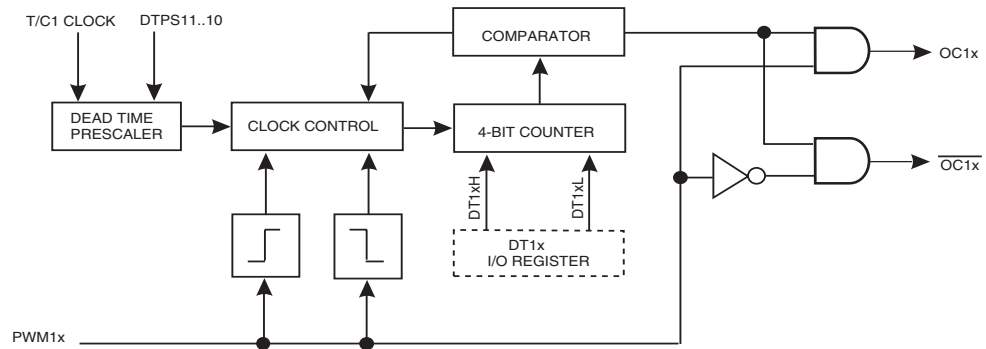 T/C1 CLOCK
DTPS11..10
COMPARATOR
OC1x
DEAD TIME
PRESCALER
CLOCK CONTROL
4-BIT COUNTER
OC1x
DT1xH
DT1xL
DT1x
I/O REGISTER
PWM1x